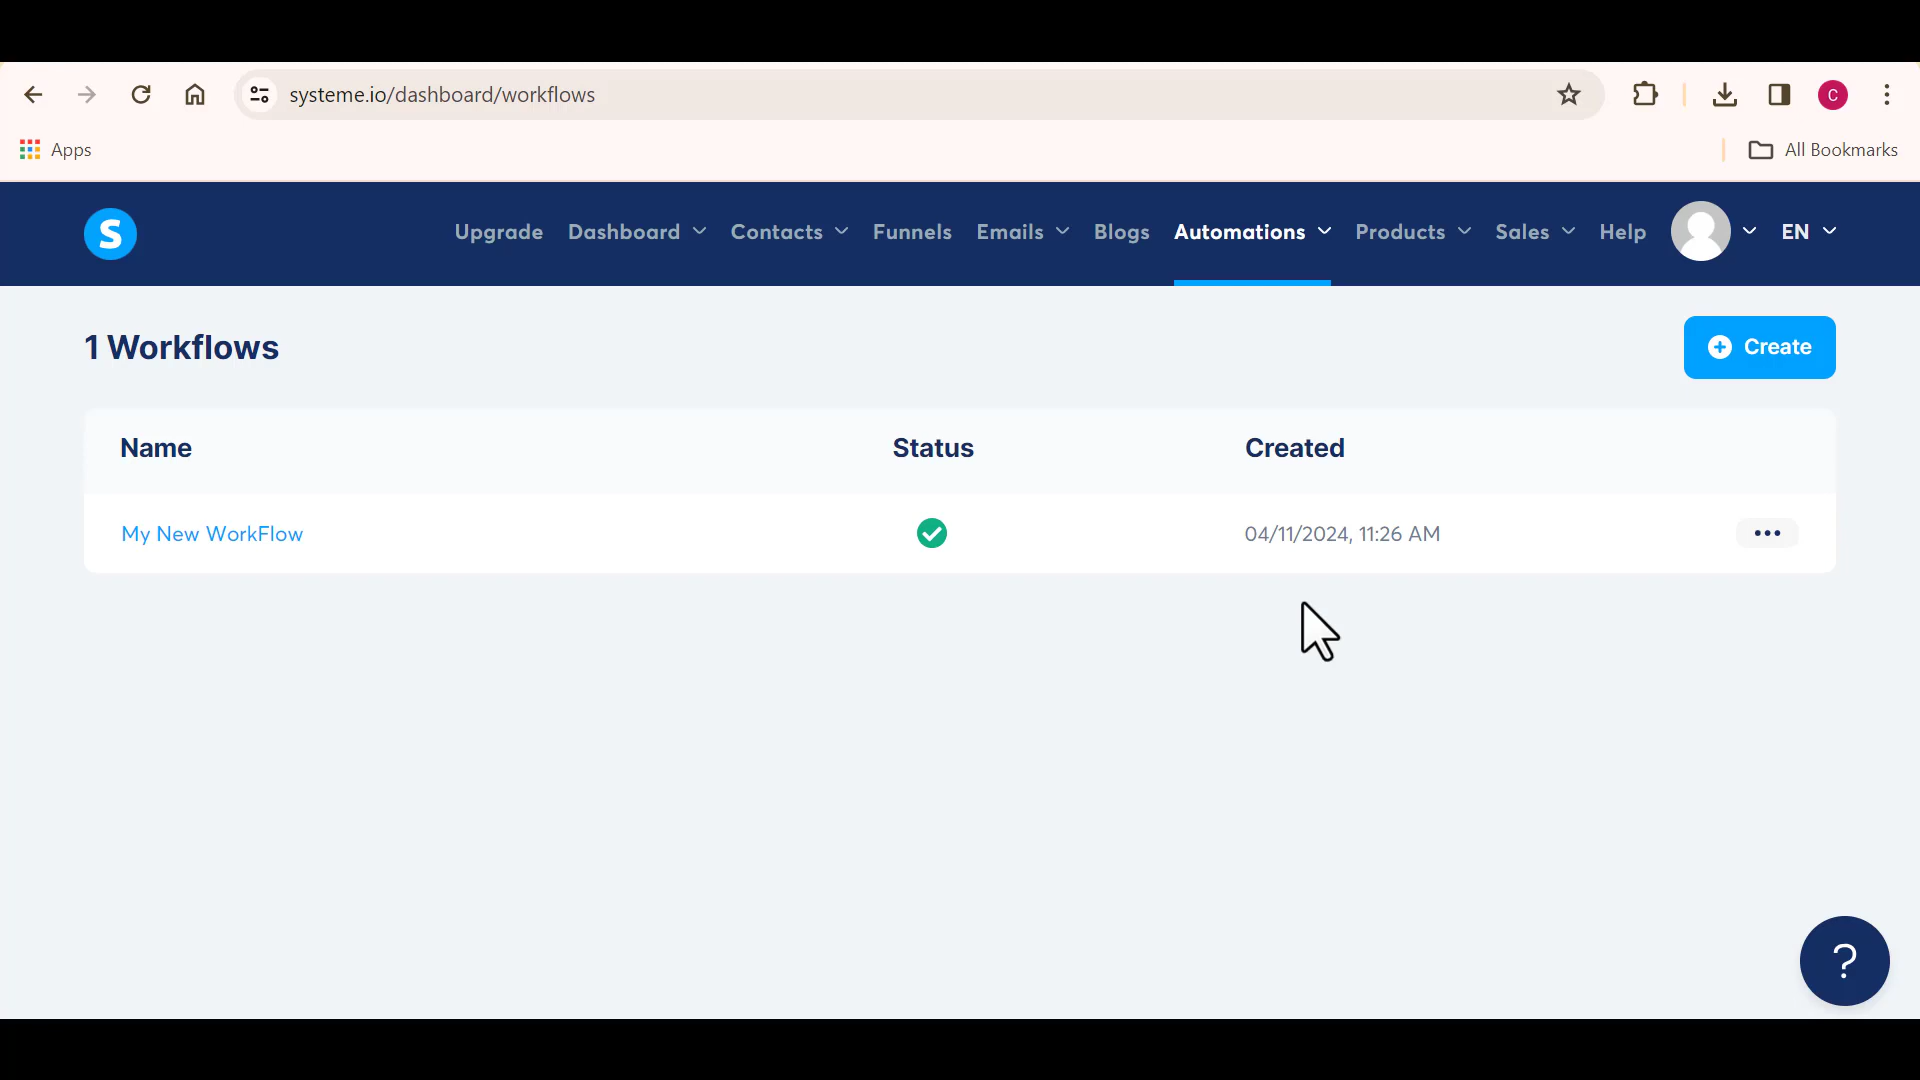 systeme.io/dashboard/workflows
C
Apps
All Bookmarks
S
Upgrade Dashboard Contacts Funnels Emails Blogs Automations Products Sales Help EN
1 Workflows
Create
Name Status Created
My New WorkFlow 04/11/2024, 11:26 AM
?